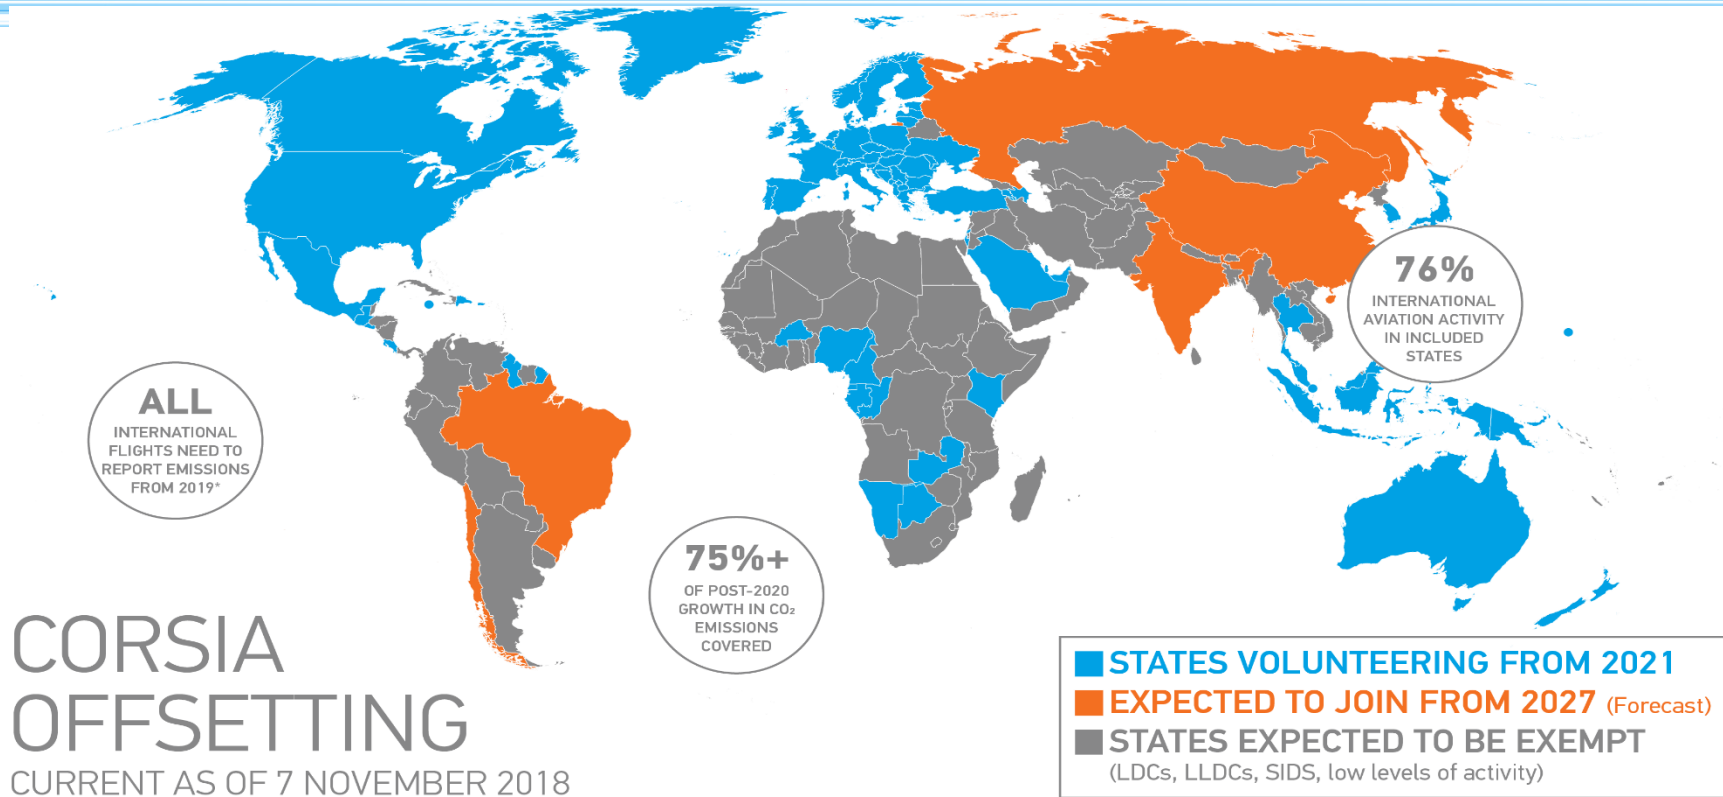 76%
INTERNATIONAL
AVIATION ACTIVITY
IN INCLUDED
STATES
ALL
INTERNATIONAL
FLIGHTS NEED TO
REPORT EMISSIONS
FROM 2019*
75%+
OF POST-2020
GROWTH IN CO₂
EMISSIONS
COVERED
CORSIA
OFFSETTING
CURRENT AS OF 7 NOVEMBER 2018
STATES VOLUNTEERING FROM 2021
EXPECTED TO JOIN FROM 2027 (Forecast)
STATES EXPECTED TO BE EXEMPT
(LDCs, LLDCs, SIDS, low levels of activity)